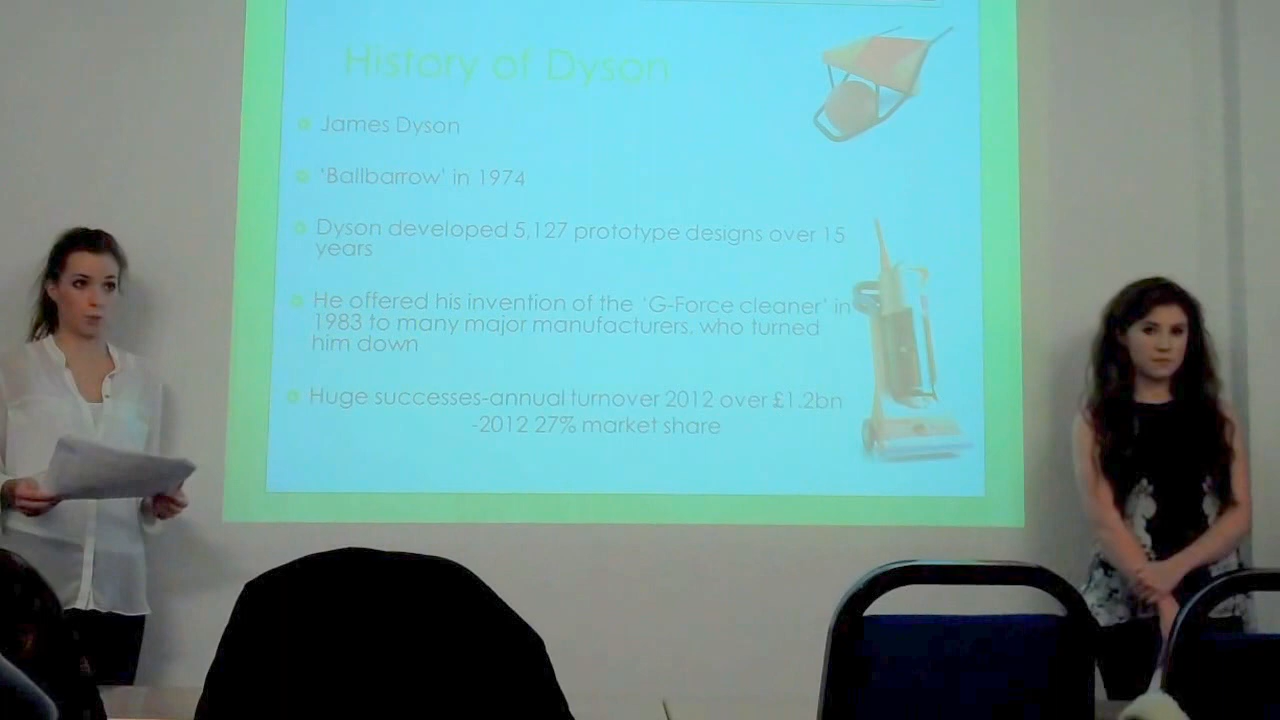 History of Dyson
James Dyson
'Ballbarrow' in 1974
Dyson developed 5,127 prototype designs over 15
years
He offered his invention of the 'G-Force cleaner' in
1983 to many major manufacturers, who turned
him down
Huge successes-annual turnover 2012 over £1.2bn
-2012 27% market share